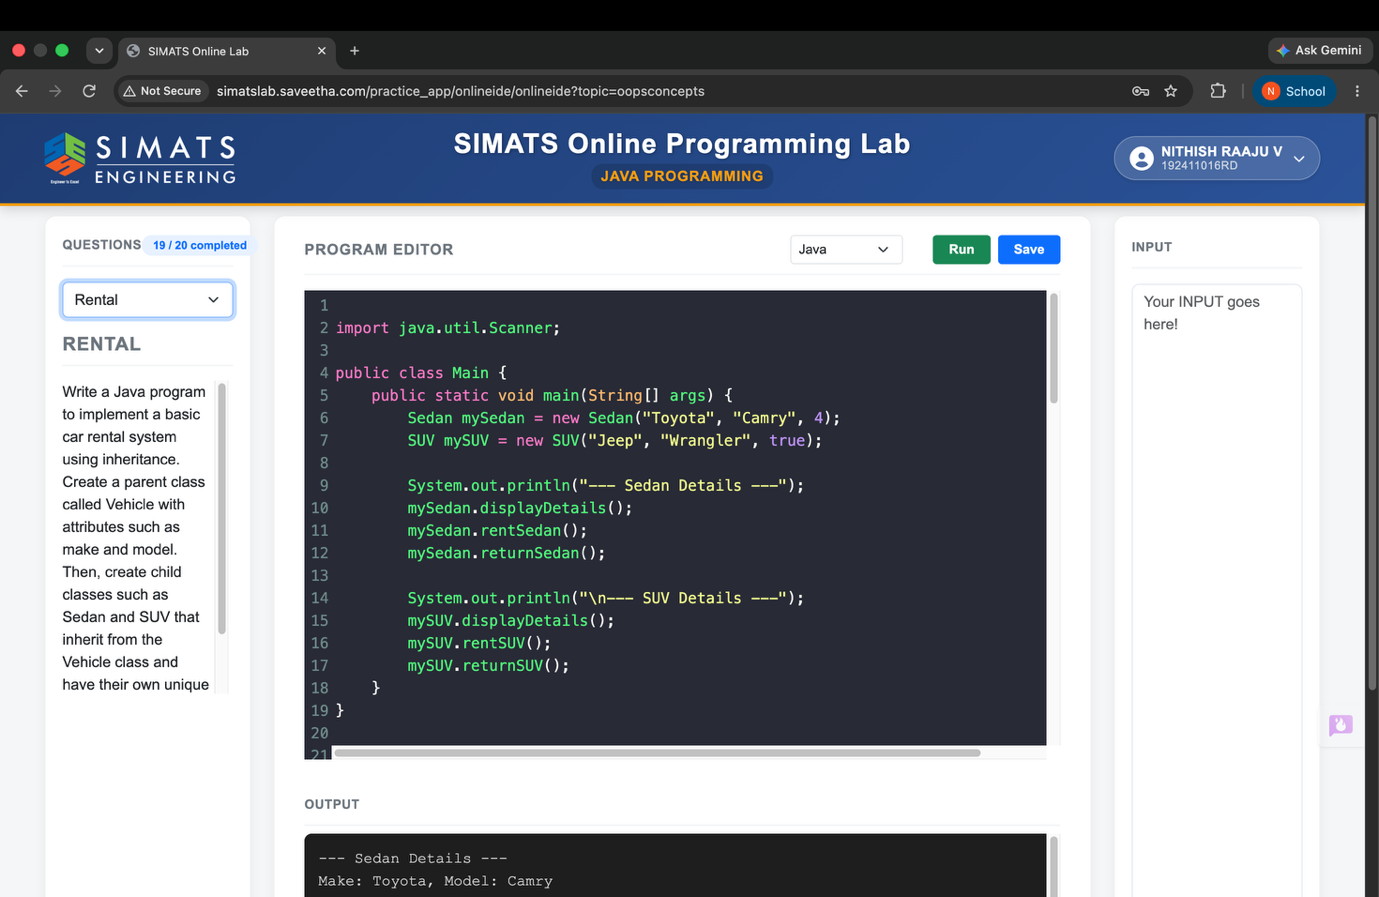 SIMATS Online Lab
Ask Gemini
Not Secure
simatslab.saveetha.com/practice_app/onlineide/onlineide?topic=oopsconcepts
N School
SIMATS
ENGINEERING
Engineer to Excel
SIMATS Online Programming Lab
JAVA PROGRAMMING
NITHISH RAAJU V
192411016RD
QUESTIONS 19 / 20 completed
Rental
RENTAL
Write a Java program
to implement a basic
car rental system
using inheritance.
Create a parent class
called Vehicle with
attributes such as
make and model.
Then, create child
classes such as
Sedan and SUV that
inherit from the
Vehicle class and
have their own unique
PROGRAM EDITOR
Java
Run
Save
1
2 import java.util.Scanner;
3
4 public class Main {
5     public static void main(String[] args) {
6         Sedan mySedan = new Sedan("Toyota", "Camry", 4);
7         SUV mySUV = new SUV("Jeep", "Wrangler", true);
8
9         System.out.println("--- Sedan Details ---");
10         mySedan.displayDetails();
11         mySedan.rentSedan();
12         mySedan.returnSedan();
13
14         System.out.println("\n--- SUV Details ---");
15         mySUV.displayDetails();
16         mySUV.rentSUV();
17         mySUV.returnSUV();
18     }
19 }
20
21
OUTPUT
--- Sedan Details ---
Make: Toyota, Model: Camry
INPUT
Your INPUT goes
here!